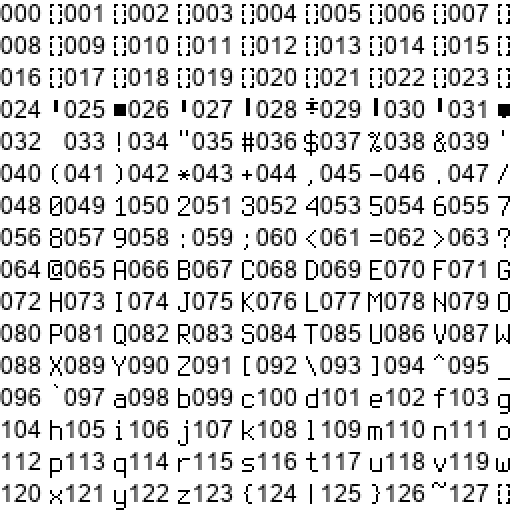 000 001 002 003 004 005 006 007
008 009 010 011 012 013 014 015
016 017 018 019 020 021 022 023
024 025 026 027 028 029 030 031
032 033 ! 034 " 035 # 036 $ 037 % 038 & 039 '
040 ( 041 ) 042 * 043 + 044 , 045 - 046 . 047 /
048 0 049 1 050 2 051 3 052 4 053 5 054 6 055 7
056 8 057 9 058 : 059 ; 060 < 061 = 062 > 063 ?
064 @ 065 A 066 B 067 C 068 D 069 E 070 F 071 G
072 H 073 I 074 J 075 K 076 L 077 M 078 N 079 O
080 P 081 Q 082 R 083 S 084 T 085 U 086 V 087 W
088 X 089 Y 090 Z 091 [ 092 \ 093 ] 094 ^ 095 _
096 ` 097 a 098 b 099 c 100 d 101 e 102 f 103 g
104 h 105 i 106 j 107 k 108 l 109 m 110 n 111 o
112 p 113 q 114 r 115 s 116 t 117 u 118 v 119 w
120 x 121 y 122 z 123 { 124 | 125 } 126 ~ 127